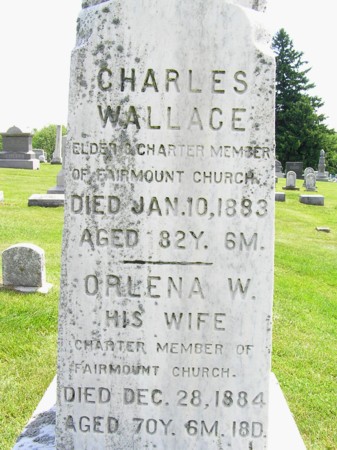 CHARLES
WALLACE
ELDER & CHARTER MEMBER
OF FAIRMOUNT CHURCH.
DIED JAN. 10, 1883
AGED 82Y. 6M.
ORLENA W.
HIS WIFE
CHARTER MEMBER OF
FAIRMOUNT CHURCH.
DIED DEC. 28, 1884
AGED 70Y. 6M. 18D.